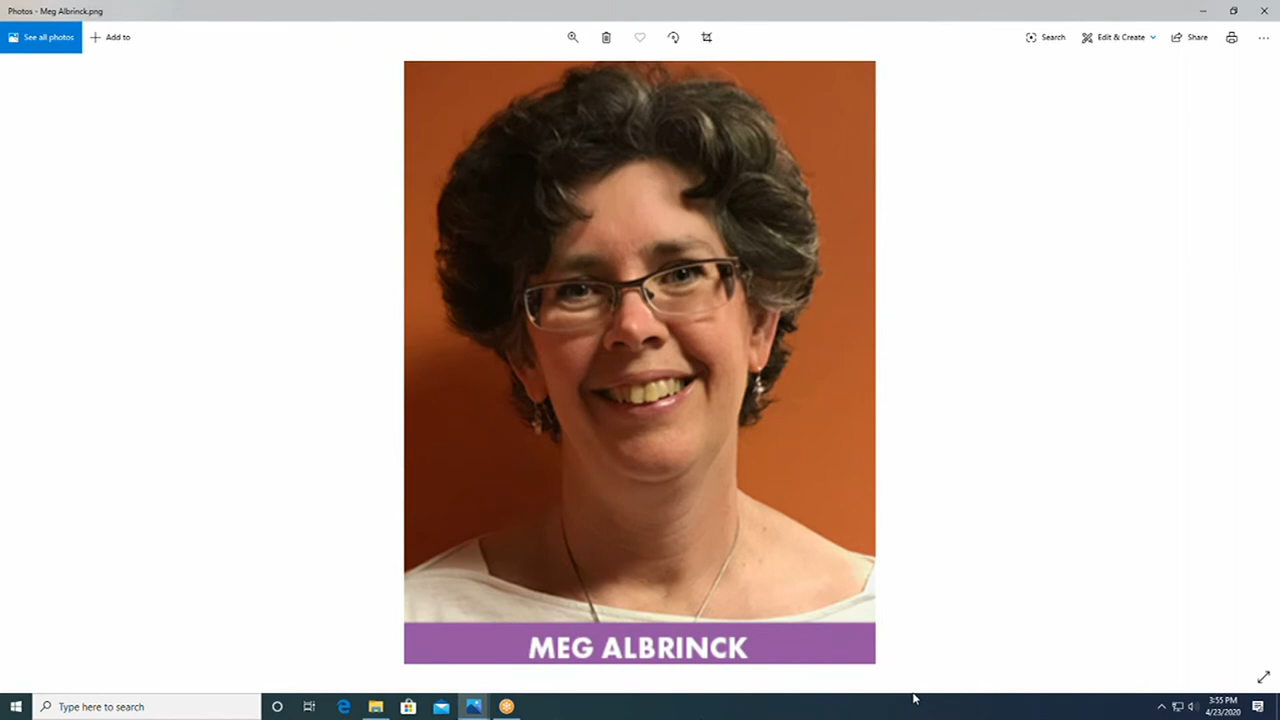 Photos - Meg Albrinck.png
See all photos
Add to
Search
Edit & Create
Share
MEG ALBRINCK
Type here to search
3:55 PM
4/23/2020